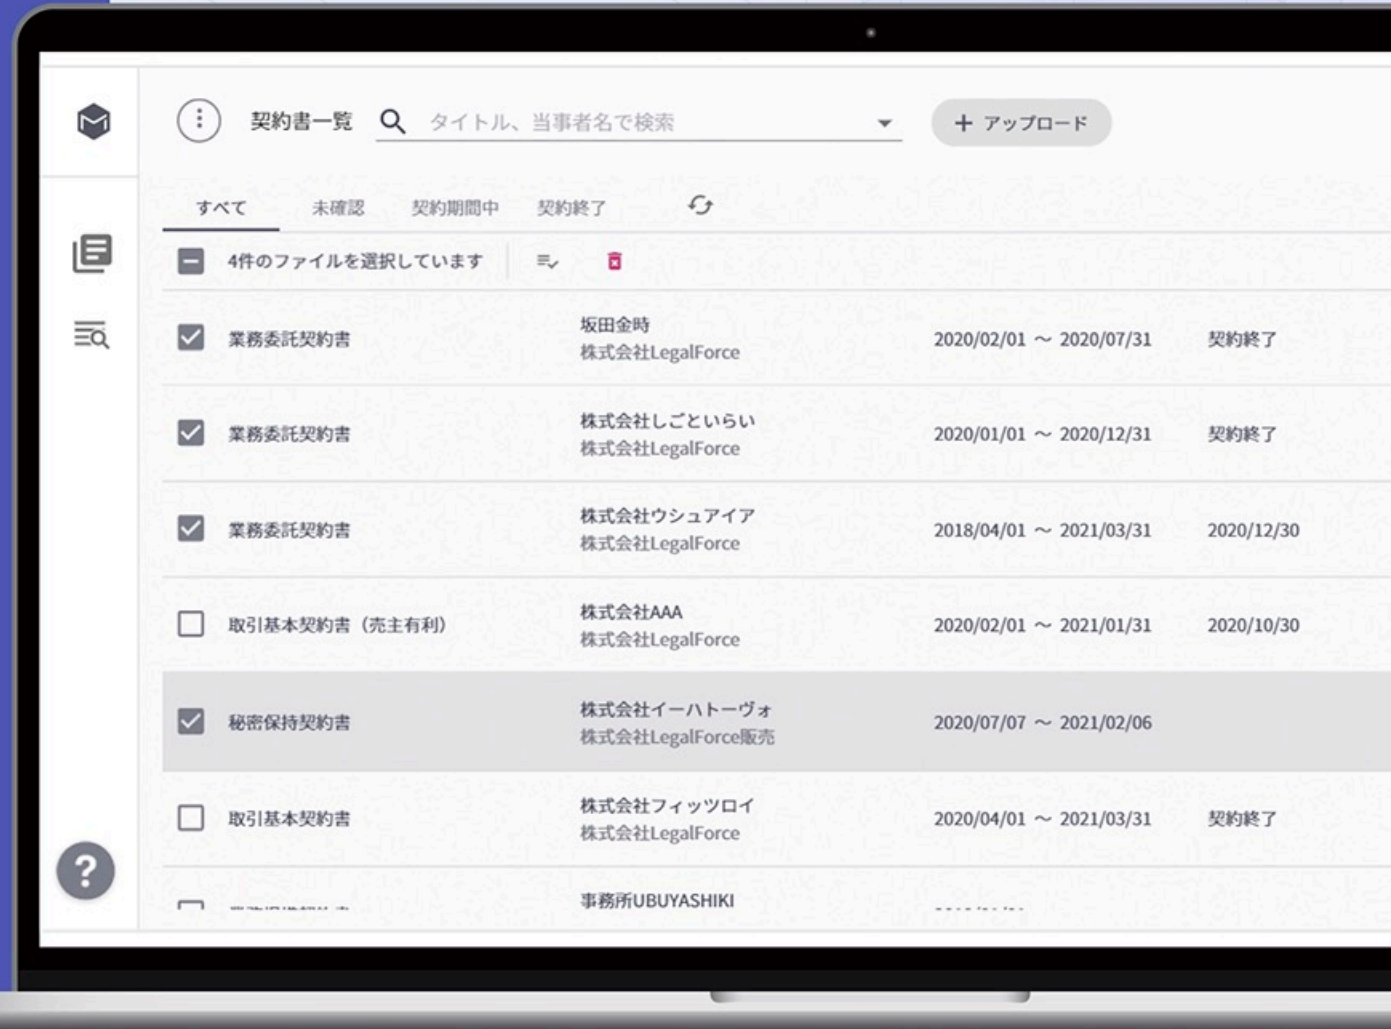 契約書一覧
タイトル、当事者名で検索
+ アップロード
すべて 未確認 契約期間中 契約終了
4件のファイルを選択しています
業務委託契約書
坂田金時
株式会社LegalForce
2020/02/01 ～ 2020/07/31
契約終了
業務委託契約書
株式会社しごといらい
株式会社LegalForce
2020/01/01 ～ 2020/12/31
契約終了
業務委託契約書
株式会社ウシュアイア
株式会社LegalForce
2018/04/01 ～ 2021/03/31
2020/12/30
取引基本契約書（売主有利）
株式会社AAA
株式会社LegalForce
2020/02/01 ～ 2021/01/31
2020/10/30
秘密保持契約書
株式会社イーハトーヴォ
株式会社LegalForce販売
2020/07/07 ～ 2021/02/06
取引基本契約書
株式会社フィッツロイ
株式会社LegalForce
2020/04/01 ～ 2021/03/31
契約終了
事務所UBUYASHIKI
?